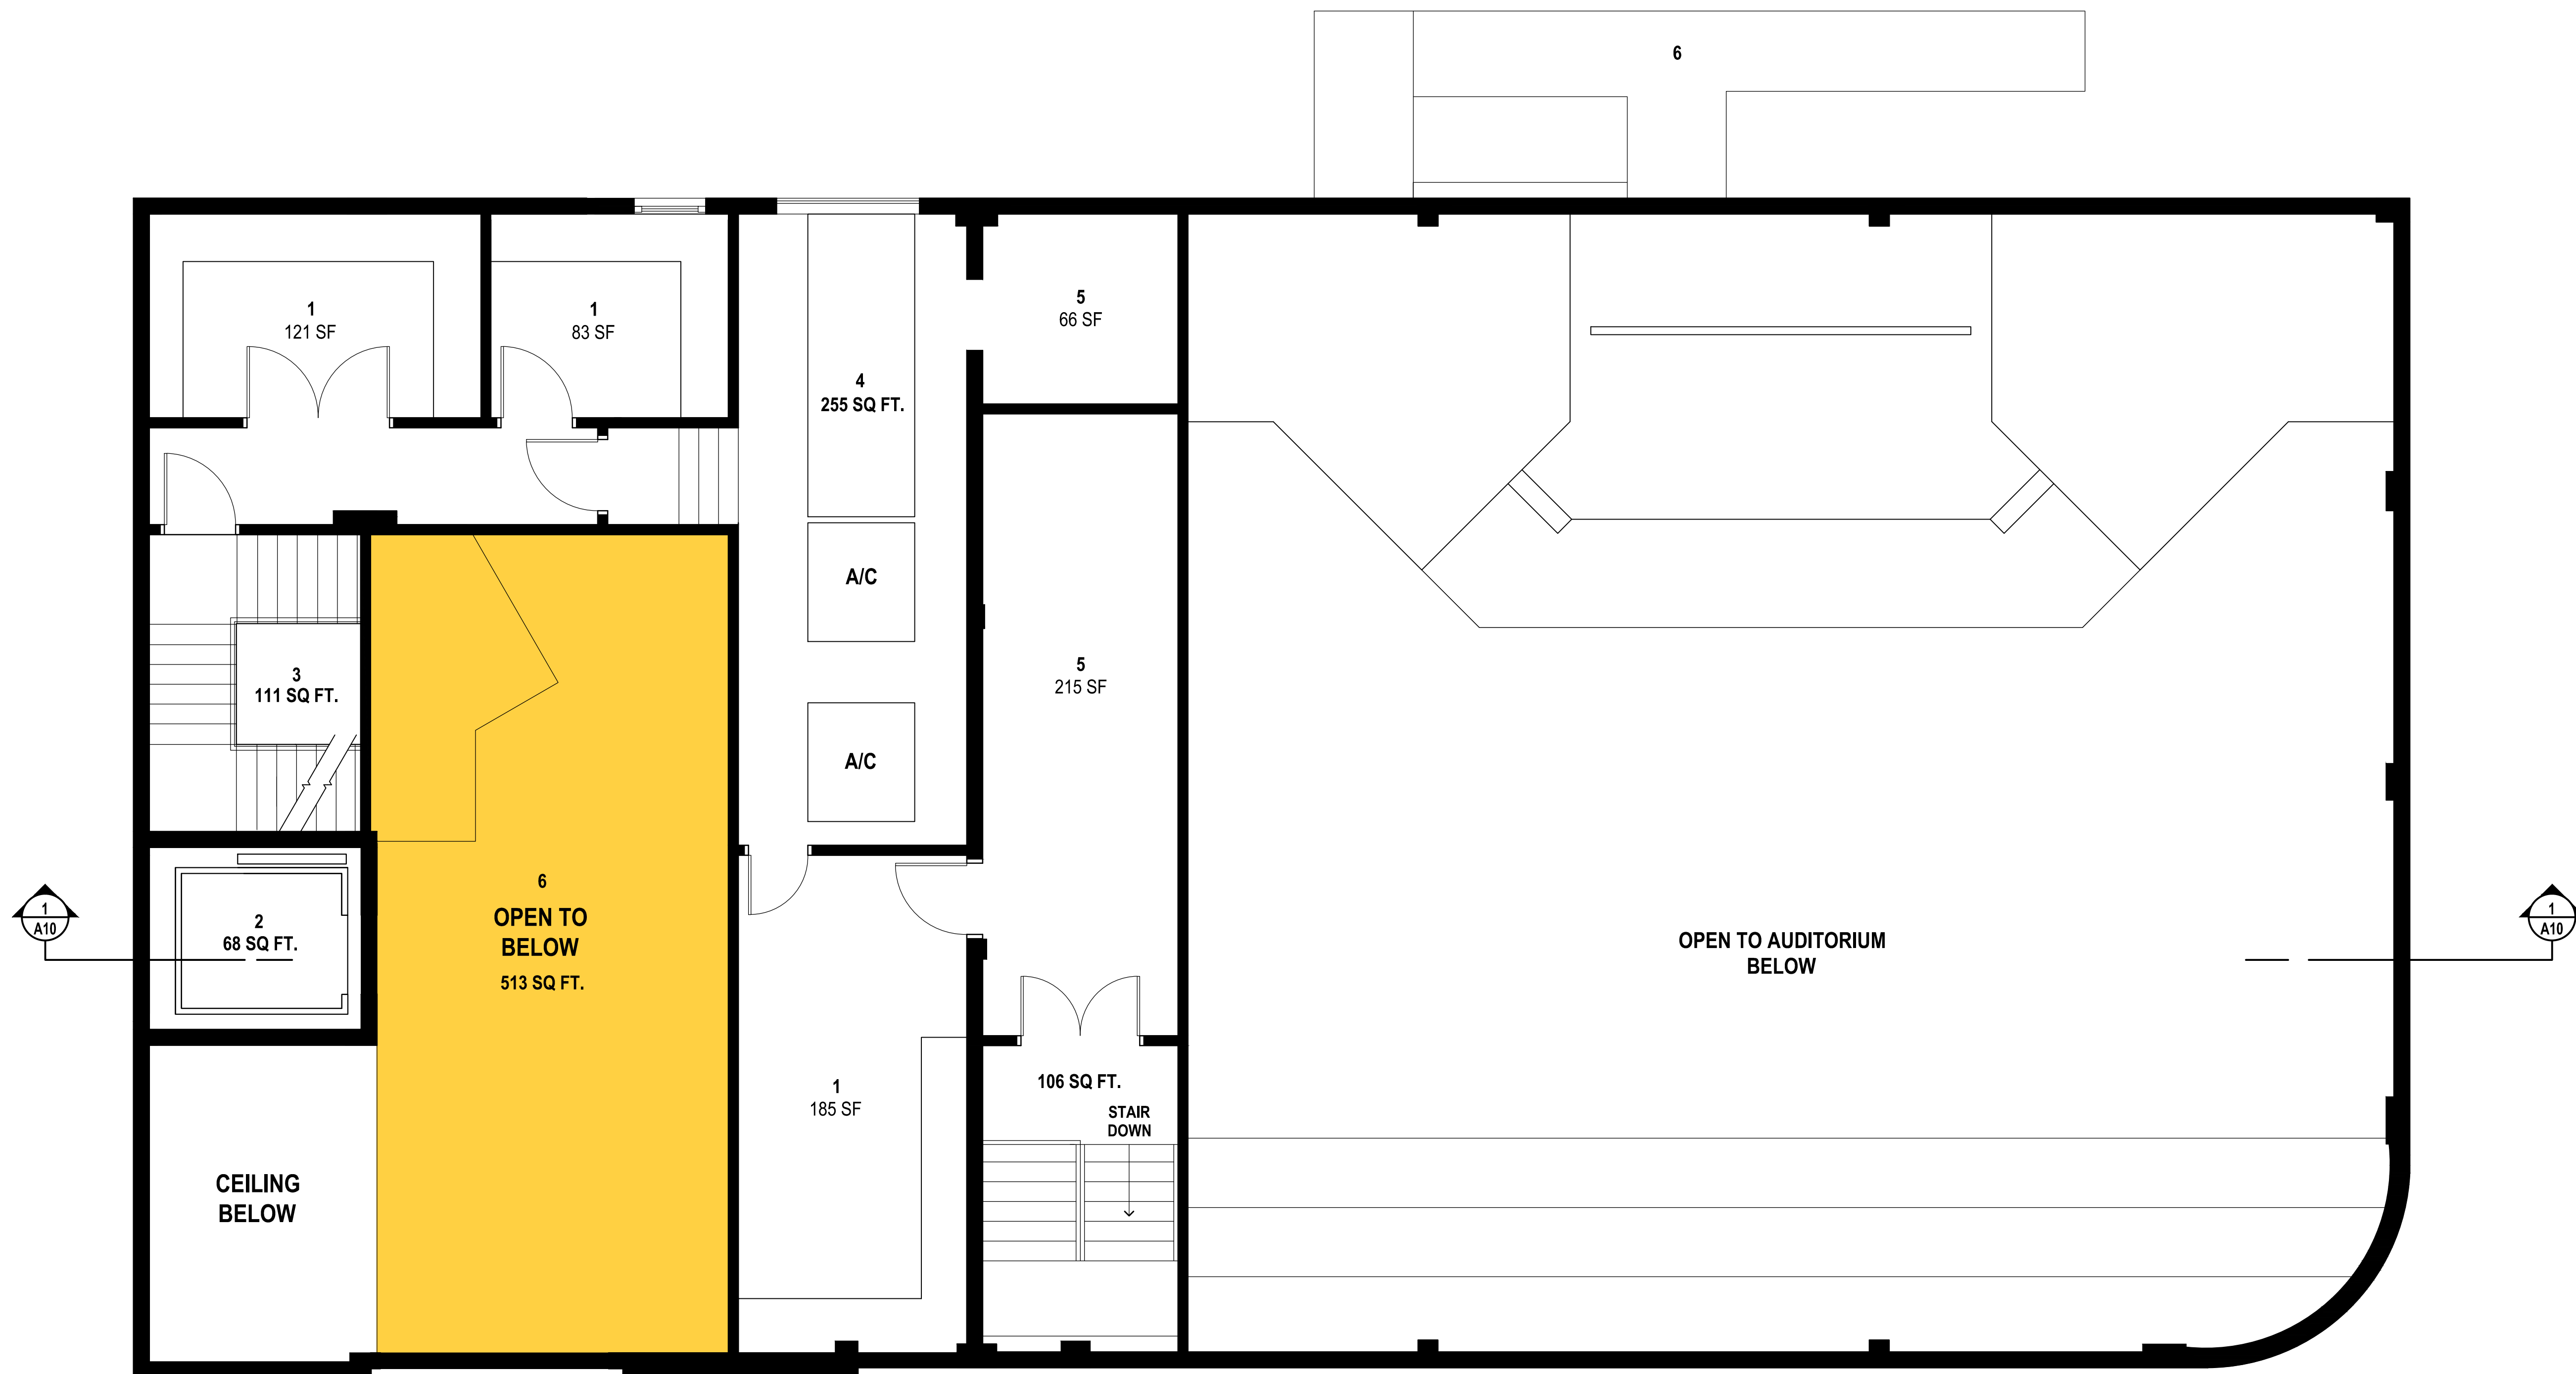 6
1
121 SF
1
83 SF
5
66 SF
4
255 SQ FT.
A/C
3
111 SQ FT.
5
215 SF
A/C
6
OPEN TO
BELOW
513 SQ FT.
1
A10
2
68 SQ FT.
OPEN TO AUDITORIUM
BELOW
1
A10
1
185 SF
106 SQ FT.
STAIR
DOWN
CEILING
BELOW